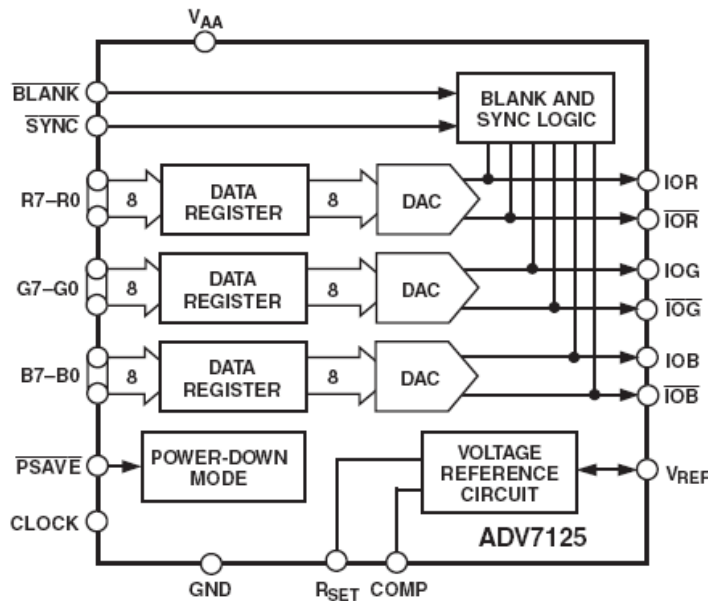 VAA
BLANK
SYNC
BLANK AND
SYNC LOGIC
R7–R0
8
DATA
REGISTER
8
DAC
IOR
IOR
G7–G0
8
DATA
REGISTER
8
DAC
IOG
IOG
B7–B0
8
DATA
REGISTER
8
DAC
IOB
IOB
PSAVE
POWER-DOWN
MODE
VOLTAGE
REFERENCE
CIRCUIT
VREF
CLOCK
ADV7125
GND
RSET
COMP